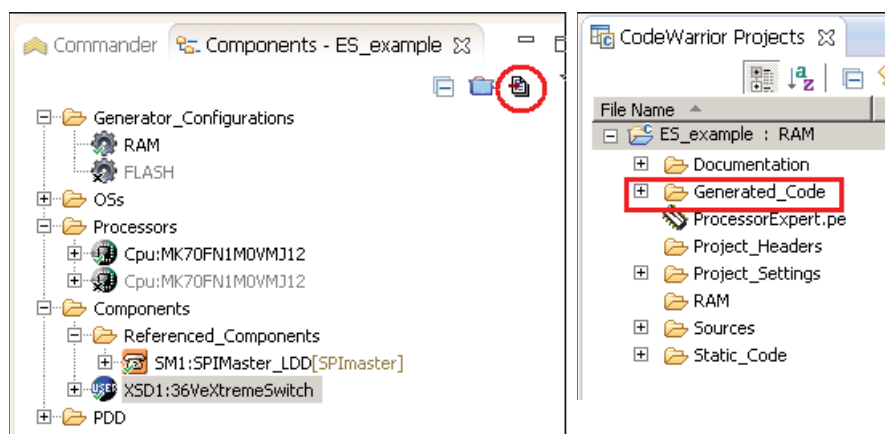 Commander
Components - ES_example
Generator_Configurations
RAM
FLASH
OSs
Processors
Cpu:MK70FN1M0VMJ12
Cpu:MK70FN1M0VMJ12
Components
Referenced_Components
SM1:SPIMaster_LDD[SPImaster]
USER XSD1:36VeXtremeSwitch
PDD
CodeWarrior Projects
a
z
File Name
ES_example : RAM
Documentation
Generated_Code
ProcessorExpert.pe
Project_Headers
Project_Settings
RAM
Sources
Static_Code